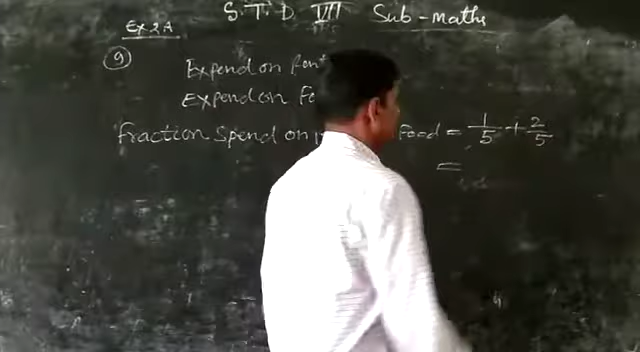 S.T.D VII Sub-maths
Ex 2A
9
Expend on Rent
Expend on Fo
Fraction Spend on Food = 1/5 + 2/5
=